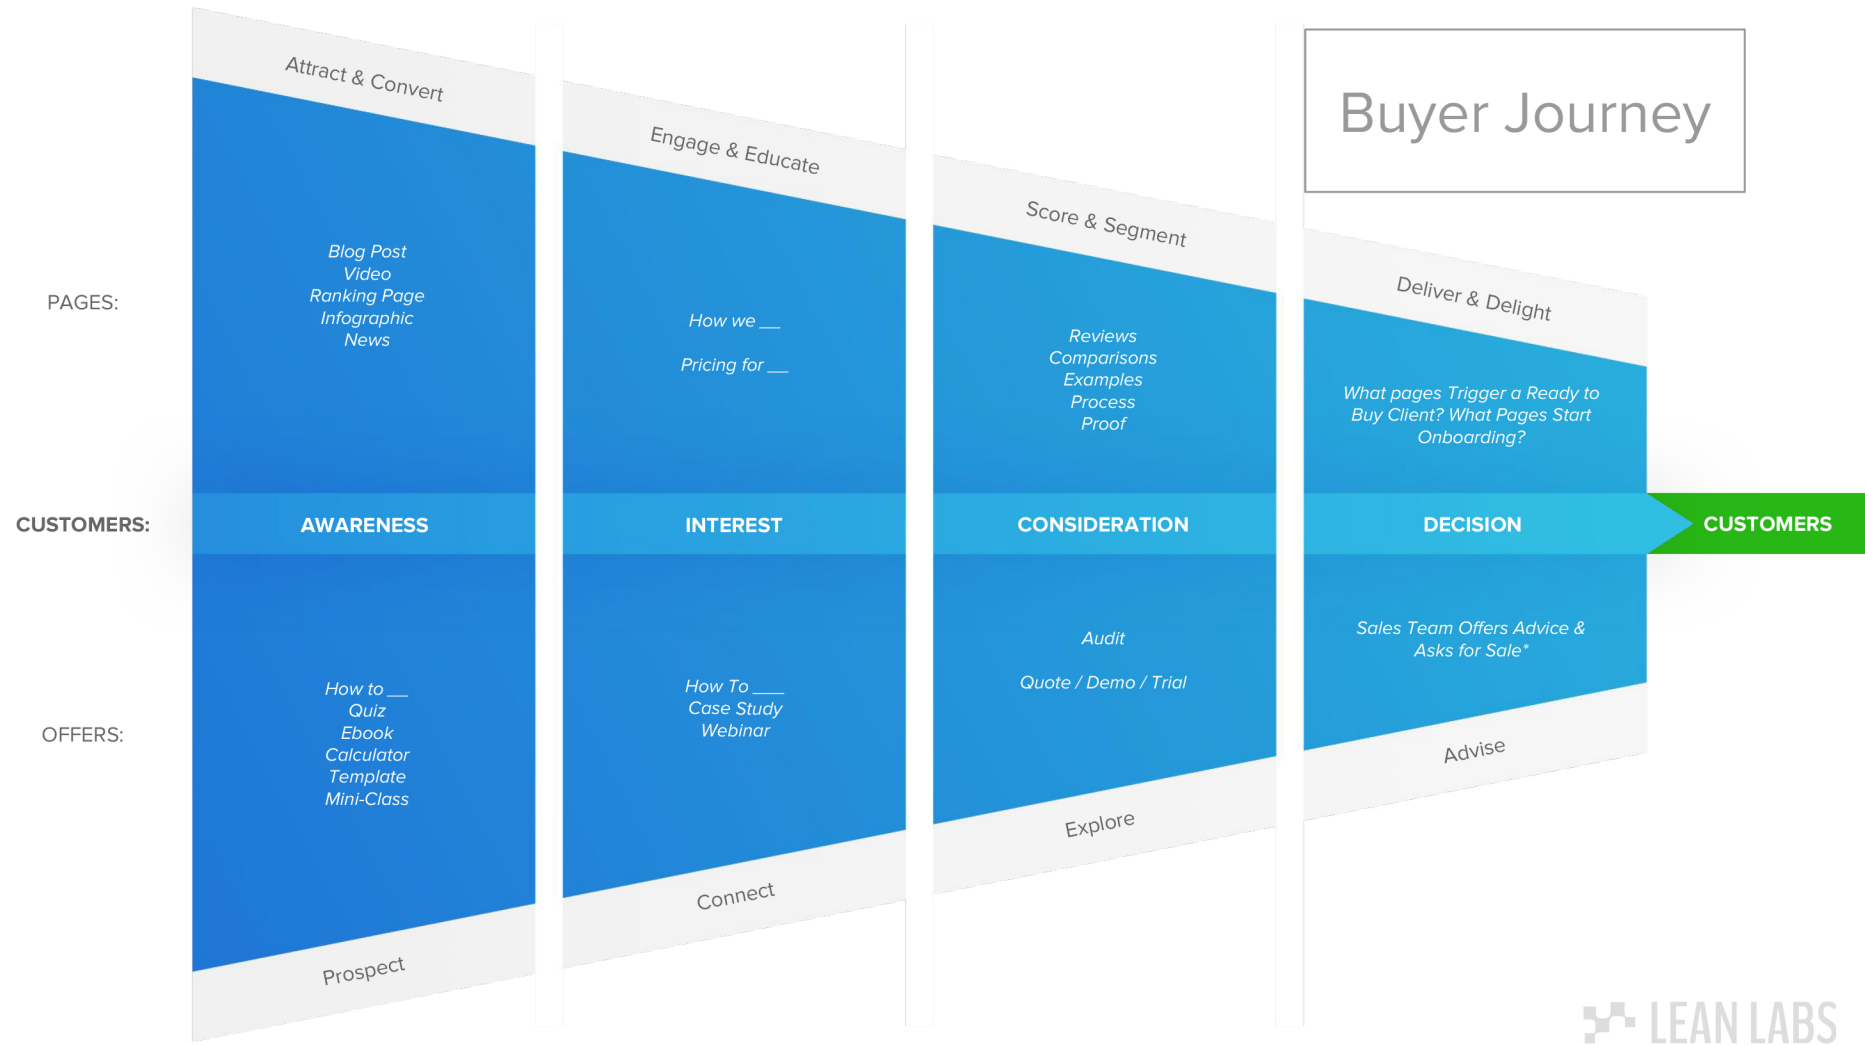 Buyer Journey
Attract & Convert
Engage & Educate
Score & Segment
Deliver & Delight
PAGES:
Blog Post
Video
Ranking Page
Infographic
News
How we __
Pricing for __
Reviews
Comparisons
Examples
Process
Proof
What pages Trigger a Ready to
Buy Client? What Pages Start
Onboarding?
CUSTOMERS:
AWARENESS
INTEREST
CONSIDERATION
DECISION
CUSTOMERS
OFFERS:
How to __
Quiz
Ebook
Calculator
Template
Mini-Class
How To ___
Case Study
Webinar
Audit
Quote / Demo / Trial
Sales Team Offers Advice &
Asks for Sale*
Prospect
Connect
Explore
Advise
LEAN LABS